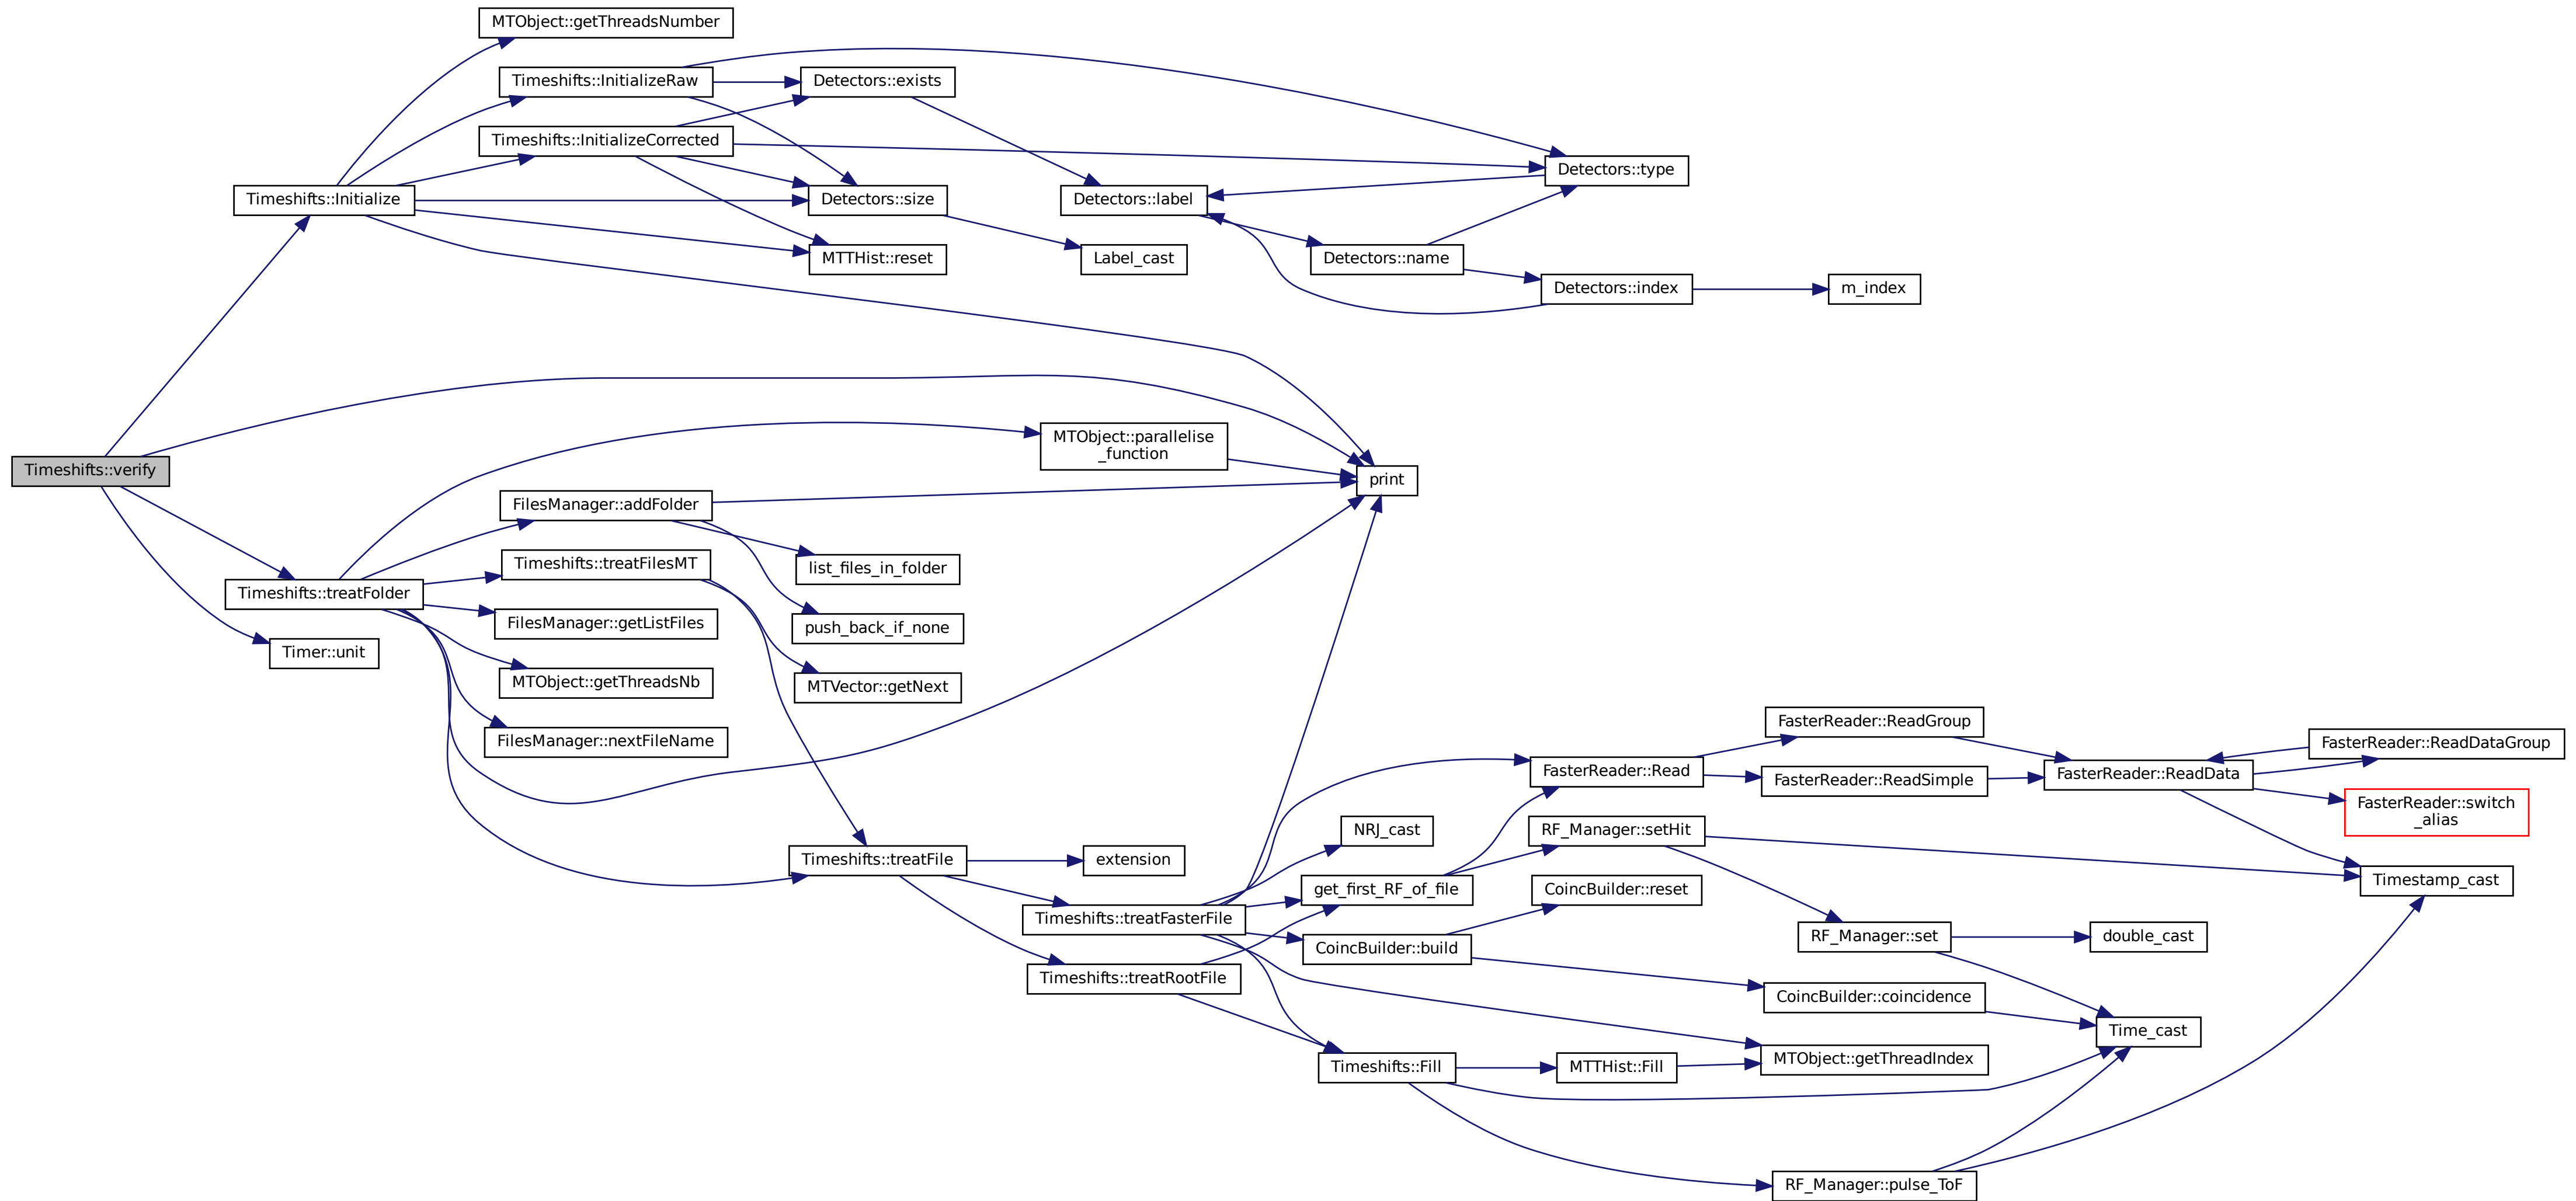 MTObject::getThreadsNumber
Timeshifts::InitializeRaw
Detectors::exists
Timeshifts::InitializeCorrected
Detectors::type
Timeshifts::Initialize
Detectors::size
Detectors::label
MTTHist::reset
Label_cast
Detectors::name
Detectors::index
m_index
Timeshifts::verify
MTObject::parallelise
_function
print
FilesManager::addFolder
Timeshifts::treatFilesMT
list_files_in_folder
Timeshifts::treatFolder
FilesManager::getListFiles
push_back_if_none
Timer::unit
MTObject::getThreadsNb
MTVector::getNext
FilesManager::nextFileName
FasterReader::ReadGroup
FasterReader::ReadDataGroup
FasterReader::Read
FasterReader::ReadSimple
FasterReader::ReadData
FasterReader::switch
_alias
NRJ_cast
RF_Manager::setHit
Timeshifts::treatFile
extension
get_first_RF_of_file
CoincBuilder::reset
Timestamp_cast
Timeshifts::treatFasterFile
CoincBuilder::build
RF_Manager::set
double_cast
Timeshifts::treatRootFile
CoincBuilder::coincidence
Time_cast
Timeshifts::Fill
MTTHist::Fill
MTObject::getThreadIndex
RF_Manager::pulse_ToF